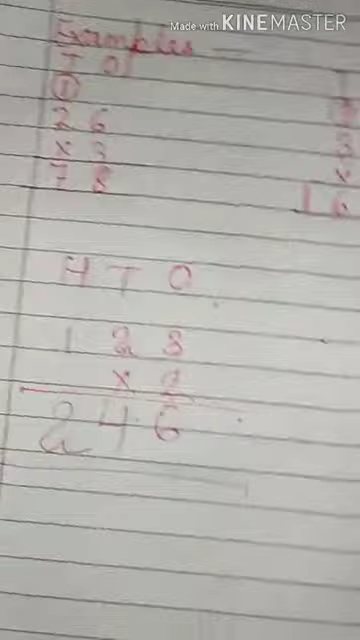 Made with KINEMASTER
Examples —
T O
①
2 6
x 3
7 8
H T O
1 2 3
x 2
2 4 6